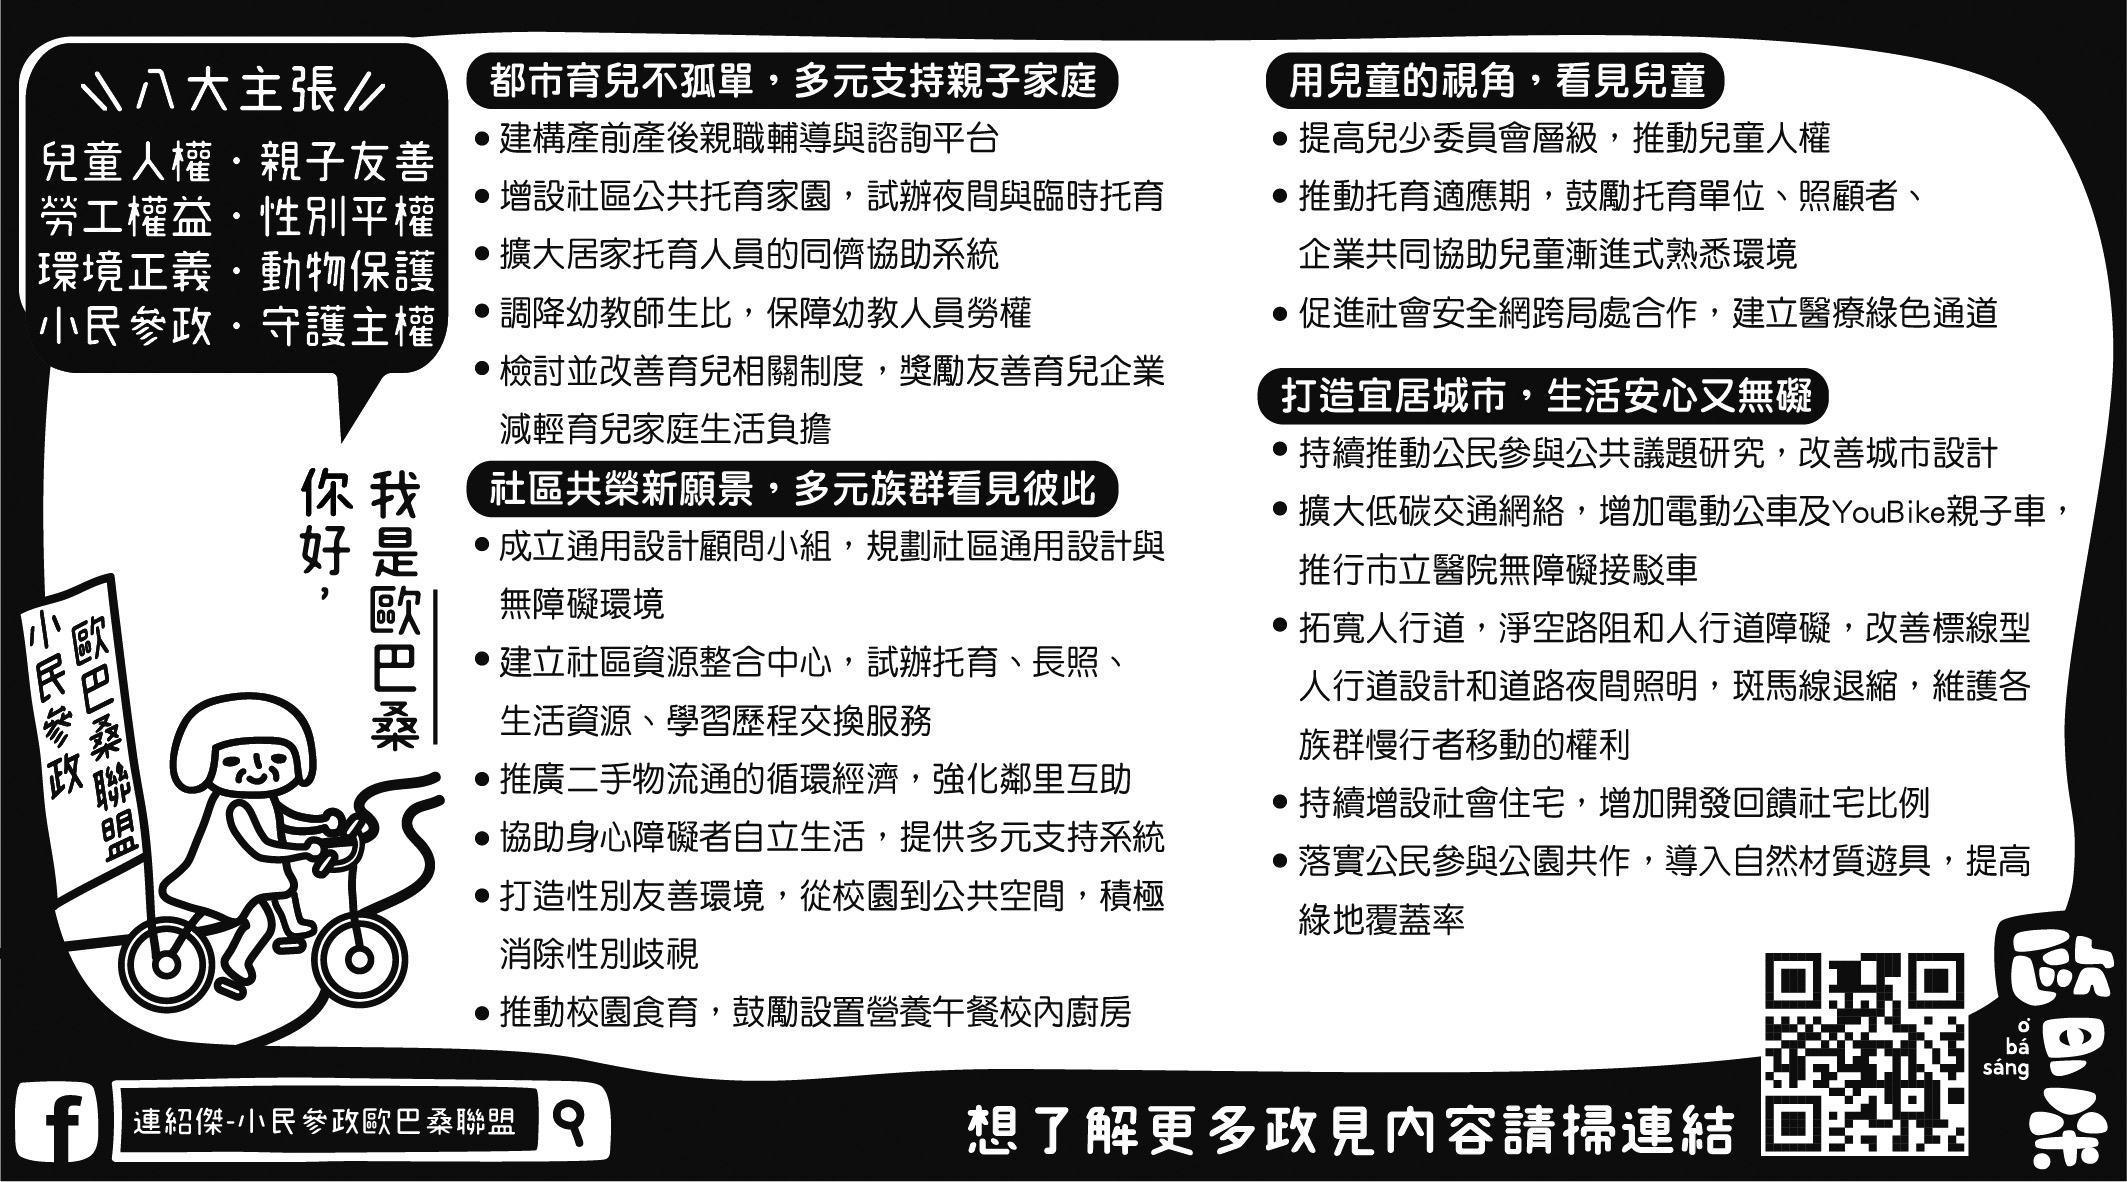 八大主張
兒童人權・親子友善
勞工權益・性別平權
環境正義・動物保護
小民參政・守護主權
你好，
我是歐巴桑
小民參政
歐巴桑聯盟
都市育兒不孤單，多元支持親子家庭
•建構產前產後親職輔導與諮詢平台
•增設社區公共托育家園，試辦夜間與臨時托育
•擴大居家托育人員的同儕協助系統
•調降幼教師生比，保障幼教人員勞權
•檢討並改善育兒相關制度，獎勵友善育兒企業
減輕育兒家庭生活負擔
社區共榮新願景，多元族群看見彼此
•成立通用設計顧問小組，規劃社區通用設計與
無障礙環境
•建立社區資源整合中心，試辦托育、長照、
生活資源、學習歷程交換服務
•推廣二手物流通的循環經濟，強化鄰里互助
•協助身心障礙者自立生活，提供多元支持系統
•打造性別友善環境，從校園到公共空間，積極
消除性別歧視
•推動校園食育，鼓勵設置營養午餐校內廚房
用兒童的視角，看見兒童
•提高兒少委員會層級，推動兒童人權
•推動托育適應期，鼓勵托育單位、照顧者、
企業共同協助兒童漸進式熟悉環境
•促進社會安全網跨局處合作，建立醫療綠色通道
打造宜居城市，生活安心又無礙
•持續推動公民參與公共議題研究，改善城市設計
•擴大低碳交通網絡，增加電動公車及YouBike親子車，
推行市立醫院無障礙接駁車
•拓寬人行道，淨空路阻和人行道障礙，改善標線型
人行道設計和道路夜間照明，斑馬線退縮，維護各
族群慢行者移動的權利
•持續增設社會住宅，增加開發回饋社宅比例
•落實公民參與公園共作，導入自然材質遊具，提高
綠地覆蓋率
歐巴桑
o͘
bá
sáng
連紹傑-小民參政歐巴桑聯盟
想了解更多政見內容請掃連結